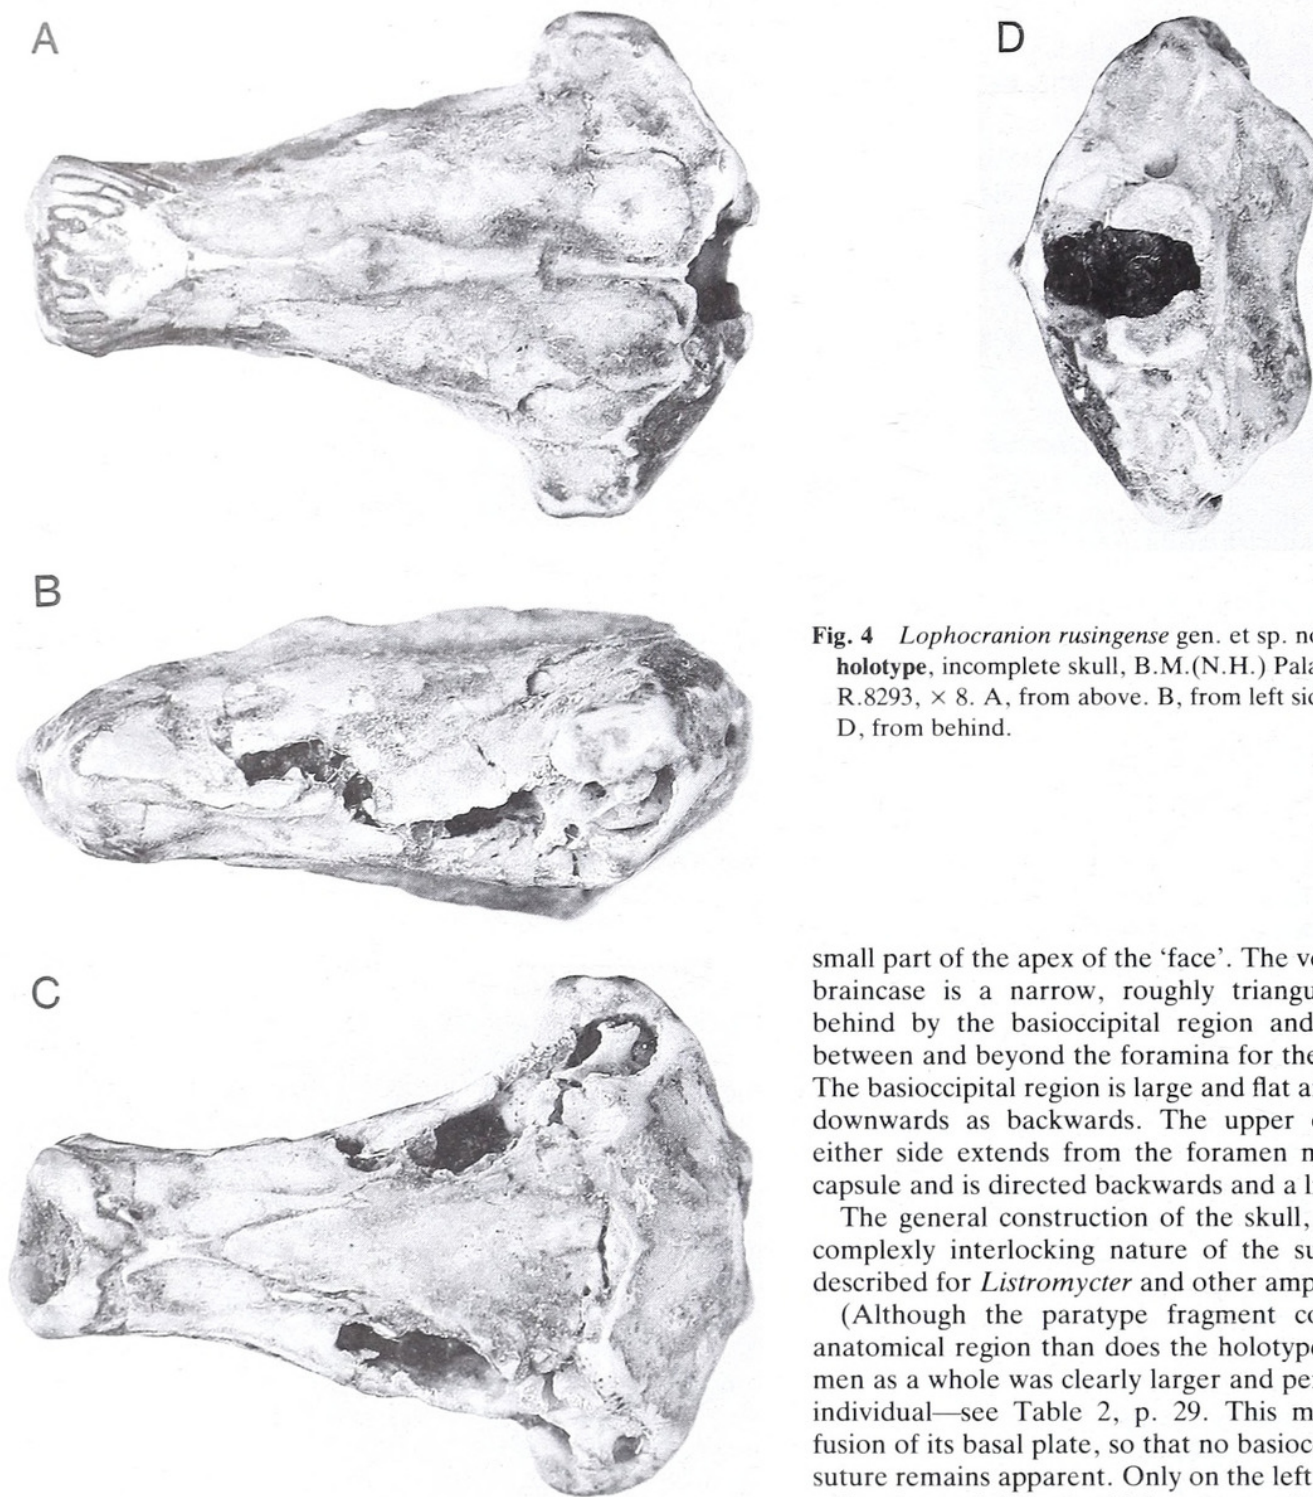 A
D
B
Fig. 4 Lophocranion rusingense gen. et sp. no
holotype, incomplete skull, B.M.(N.H.) Pala
R.8293, × 8. A, from above. B, from left sid
D, from behind.
C
small part of the apex of the ‘face’. The ve
braincase is a narrow, roughly triangu
behind by the basioccipital region and
between and beyond the foramina for the
The basioccipital region is large and flat a
downwards as backwards. The upper e
either side extends from the foramen m
capsule and is directed backwards and a l
The general construction of the skull,
complexly interlocking nature of the su
described for Listromycter and other amp
(Although the paratype fragment co
anatomical region than does the holotype
men as a whole was clearly larger and pe
individual—see Table 2, p. 29. This m
fusion of its basal plate, so that no basioc
suture remains apparent. Only on the left